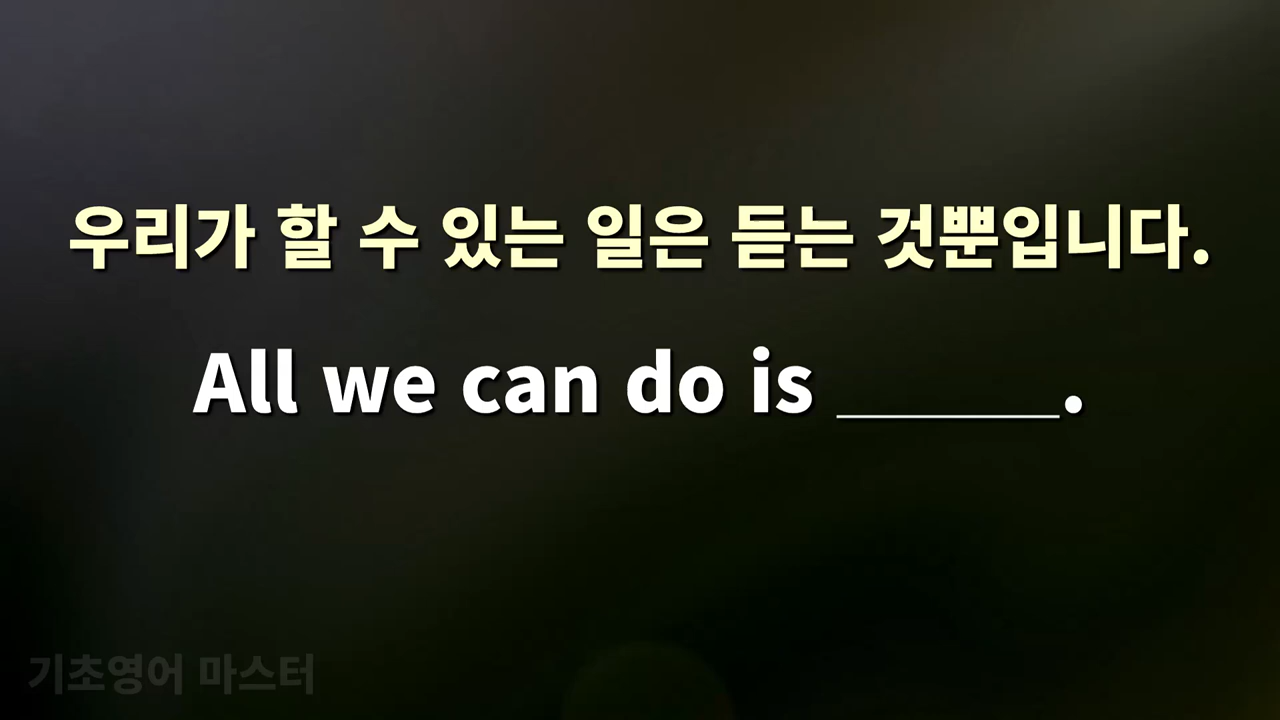 우리가 할 수 있는 일은 듣는 것뿐입니다.
All we can do is _____.
기초영어 마스터